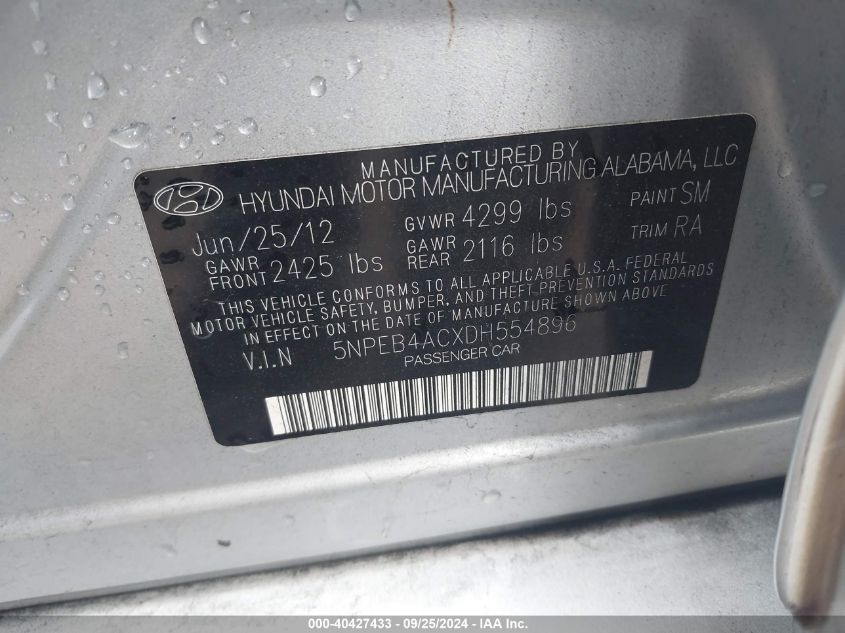 MANUFACTURED BY
HYUNDAI MOTOR MANUFACTURING ALABAMA, LLC
Jun/25/12 GVWR 4299 lbs PAINT SM
GAWR FRONT 2425 lbs GAWR REAR 2116 lbs TRIM RA
THIS VEHICLE CONFORMS TO ALL APPLICABLE U.S.A. FEDERAL
MOTOR VEHICLE SAFETY, BUMPER, AND THEFT PREVENTION STANDARDS
IN EFFECT ON THE DATE OF MANUFACTURE SHOWN ABOVE
V.I.N 5NPEB4ACXDH554896
PASSENGER CAR
000-40427433 - 09/25/2024 - IAA Inc.